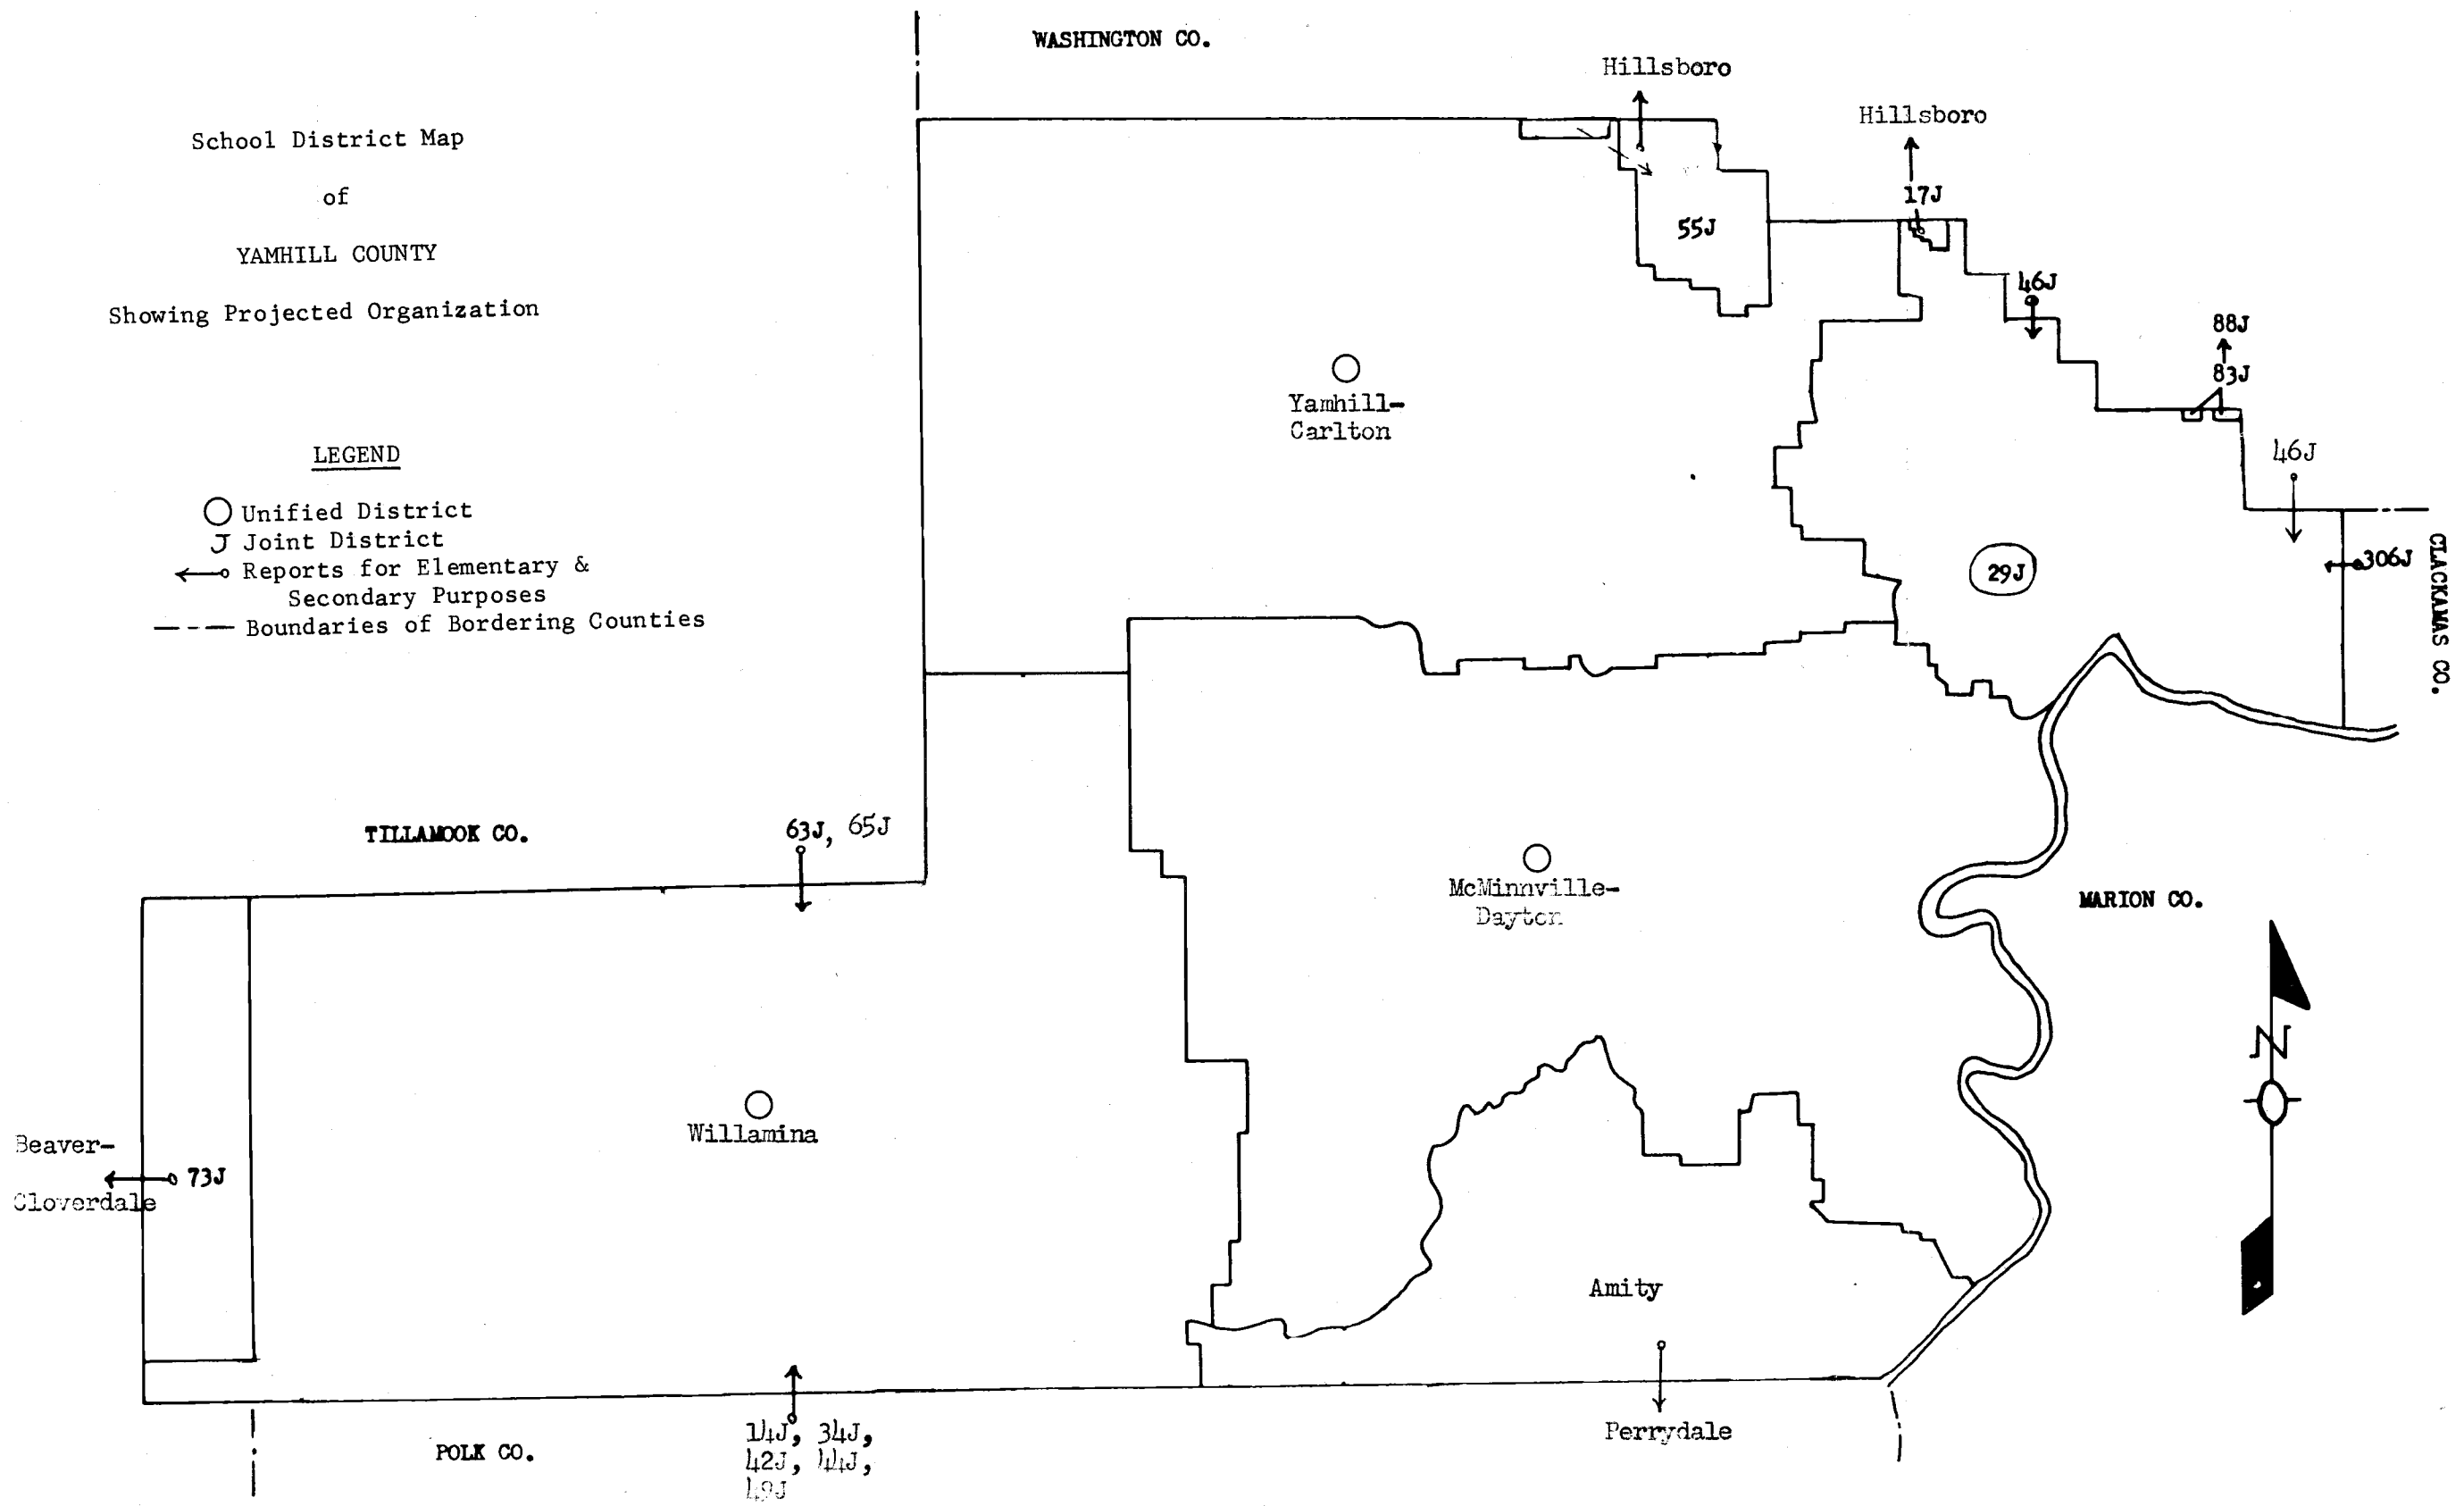 WASHINGTON CO.
Hillsboro
Hillsboro
School District Map
of
YAMHILL COUNTY
Showing Projected Organization
17J
55J
46J
88J
83J
Yamhill-
Carlton
LEGEND
Unified District
J Joint District
Reports for Elementary &
Secondary Purposes
Boundaries of Bordering Counties
46J
29J
306J
CLACKAMAS CO.
TILLAMOOK CO.
63J, 65J
McMinnville-
Dayton
MARION CO.
N
Willamina
Beaver-
Cloverdale
73J
Amity
Perrydale
POLK CO.
14J, 34J,
42J, 44J,